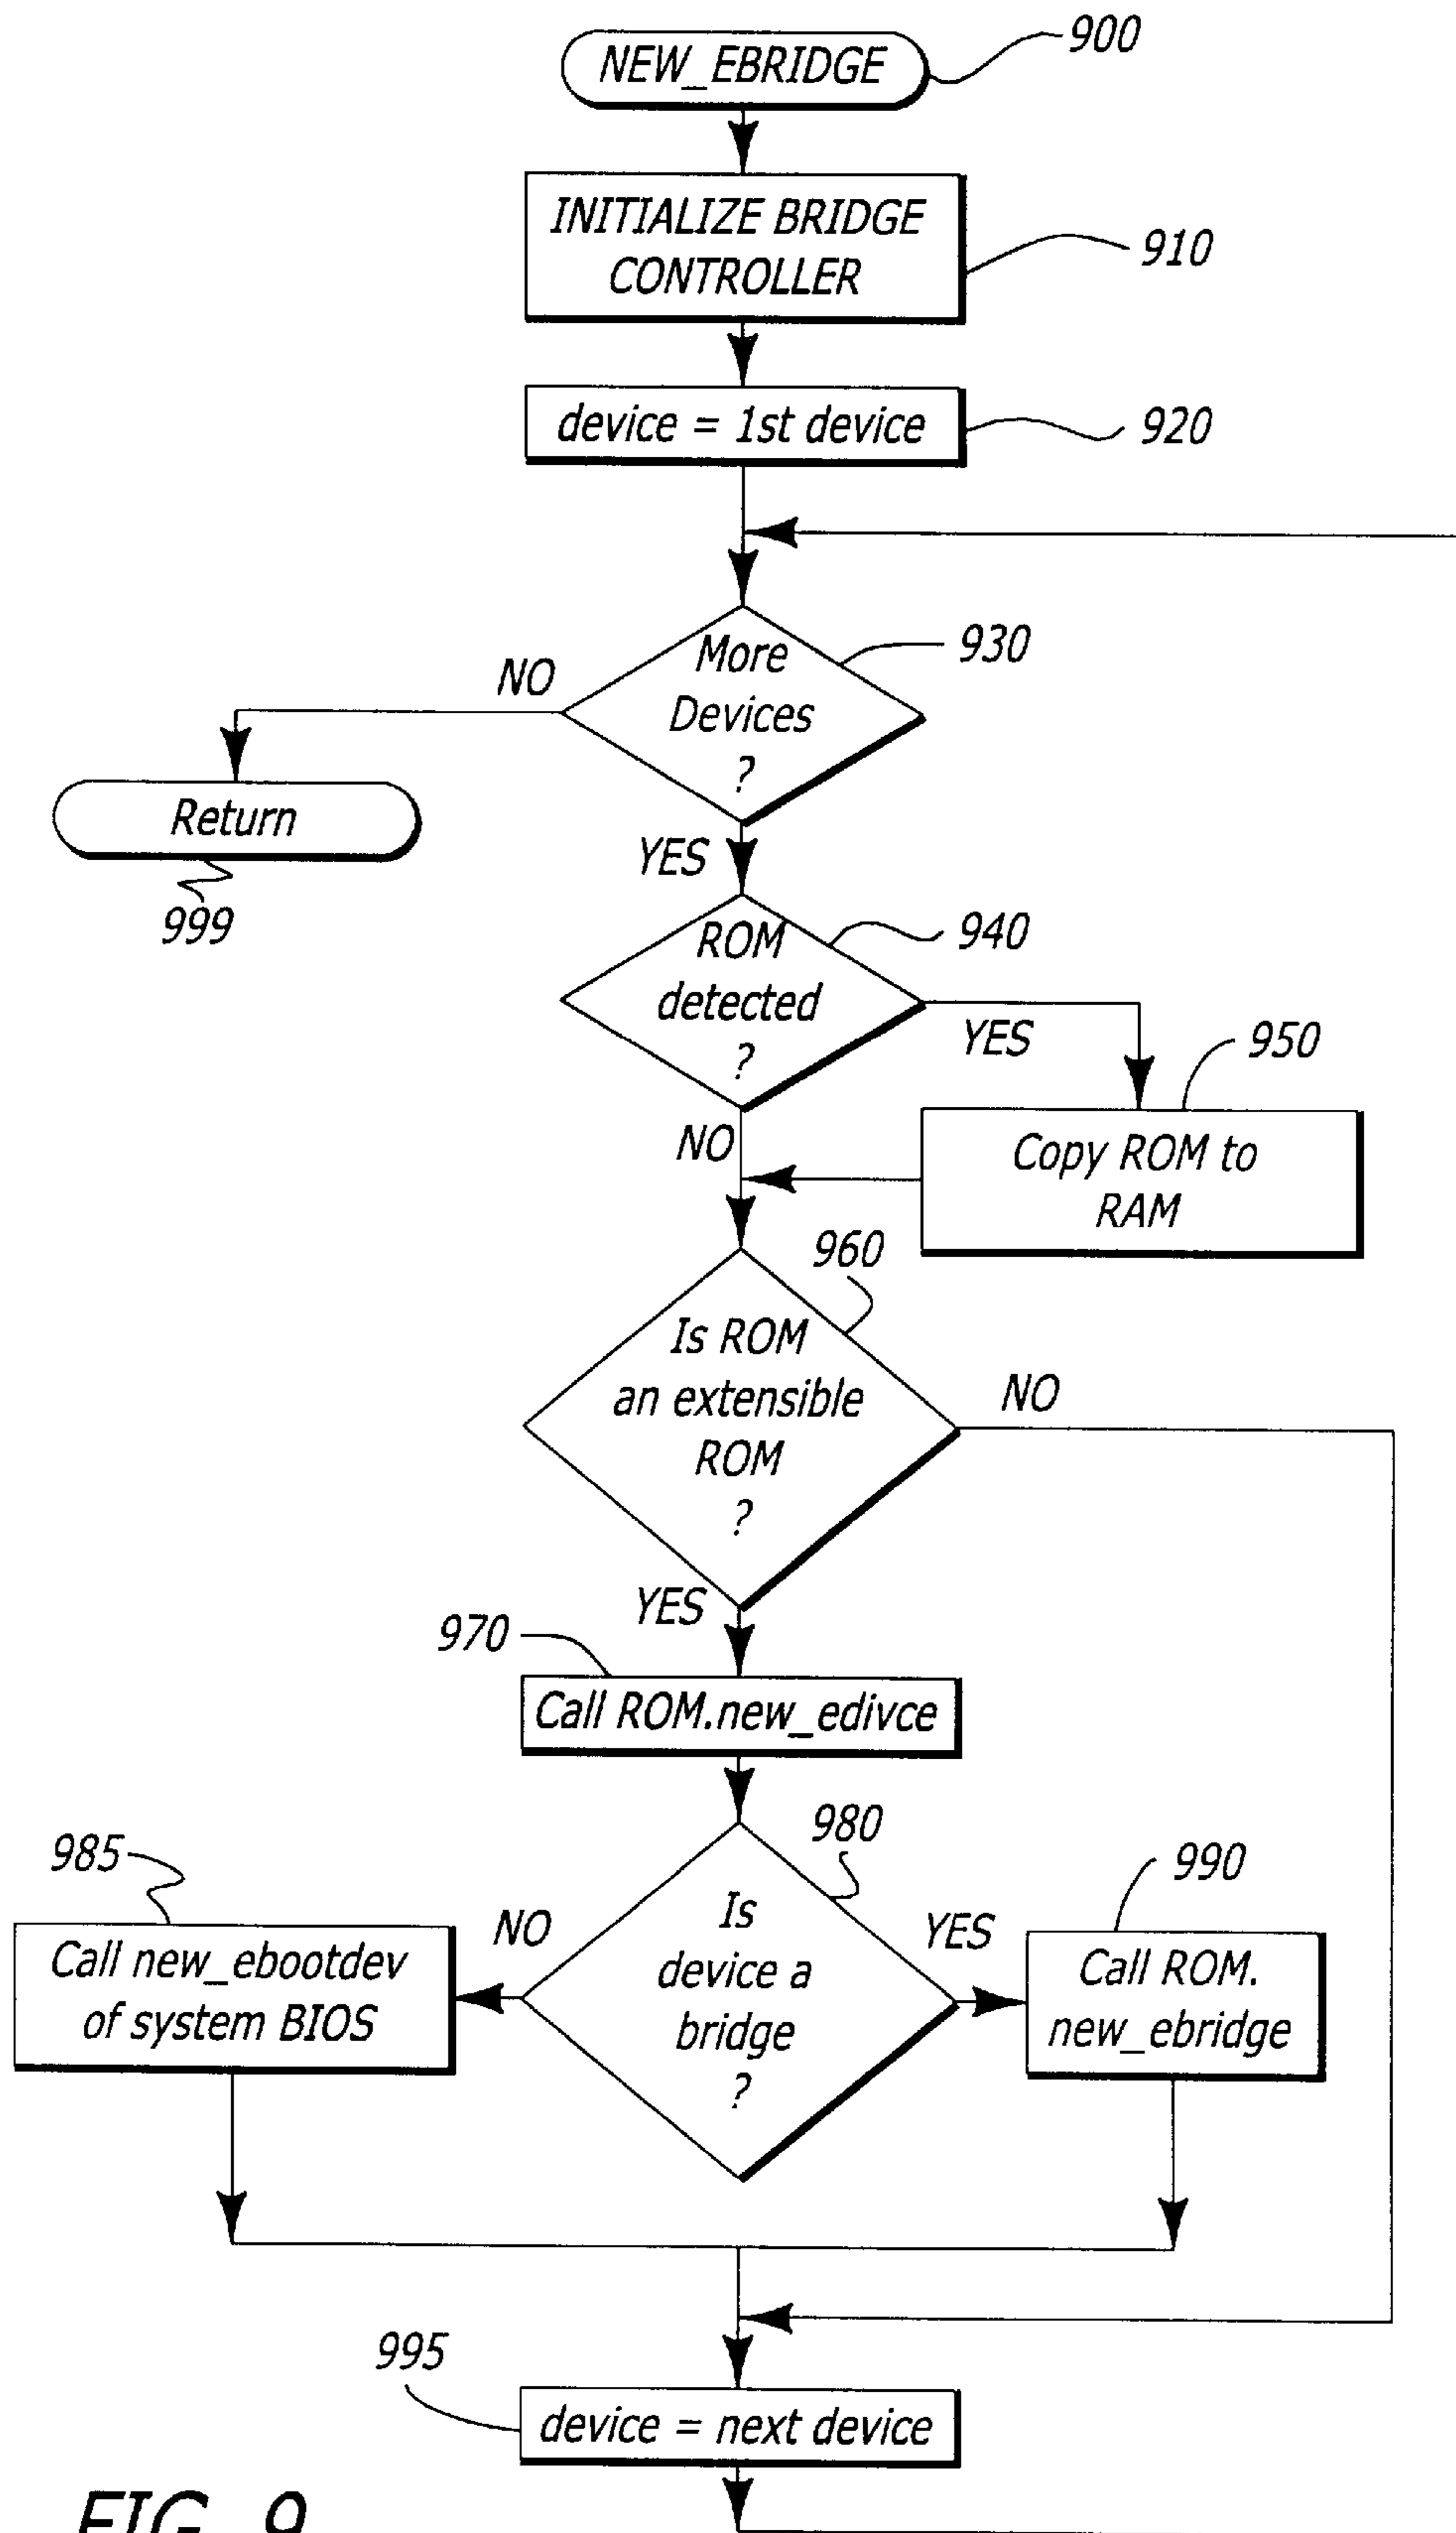 NEW_EBRIDGE
900
INITIALIZE BRIDGE
CONTROLLER
910
device = 1st device
920
More
Devices
?
930
NO
Return
999
YES
ROM
detected
?
940
YES
950
NO
Copy ROM to
RAM
960
Is ROM
an extensible
ROM
?
NO
YES
970
Call ROM.new_edivce
980
985
990
Is
device a
bridge
?
NO
YES
Call new_ebootdev
of system BIOS
Call ROM.
new_ebridge
995
device = next device
FIG. 9